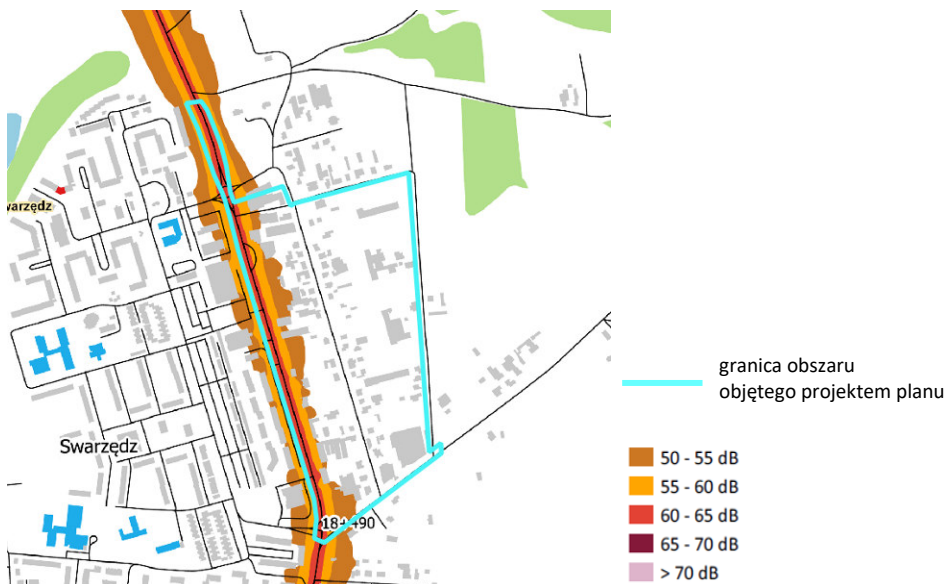 warzędz
Swarzędz
18+490
granica obszaru
objętego projektem planu
50 - 55 dB
55 - 60 dB
60 - 65 dB
65 - 70 dB
> 70 dB